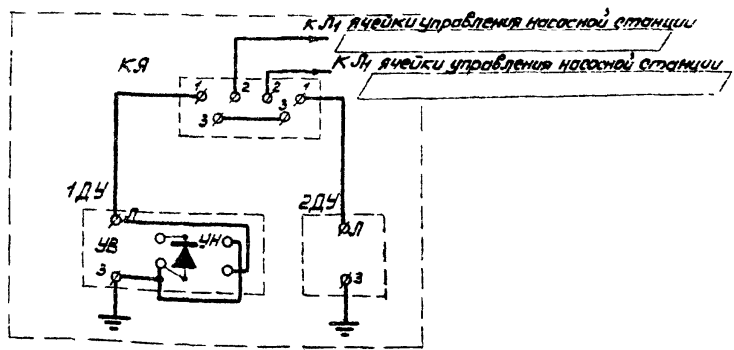 к Л1 ячейки управления насосной станции
КЯ
К Л1 ячейки управления насосной станции
1 2 2 1
3 3
1ДУ
2ДУ
Л
Л
УВ УН
З
З